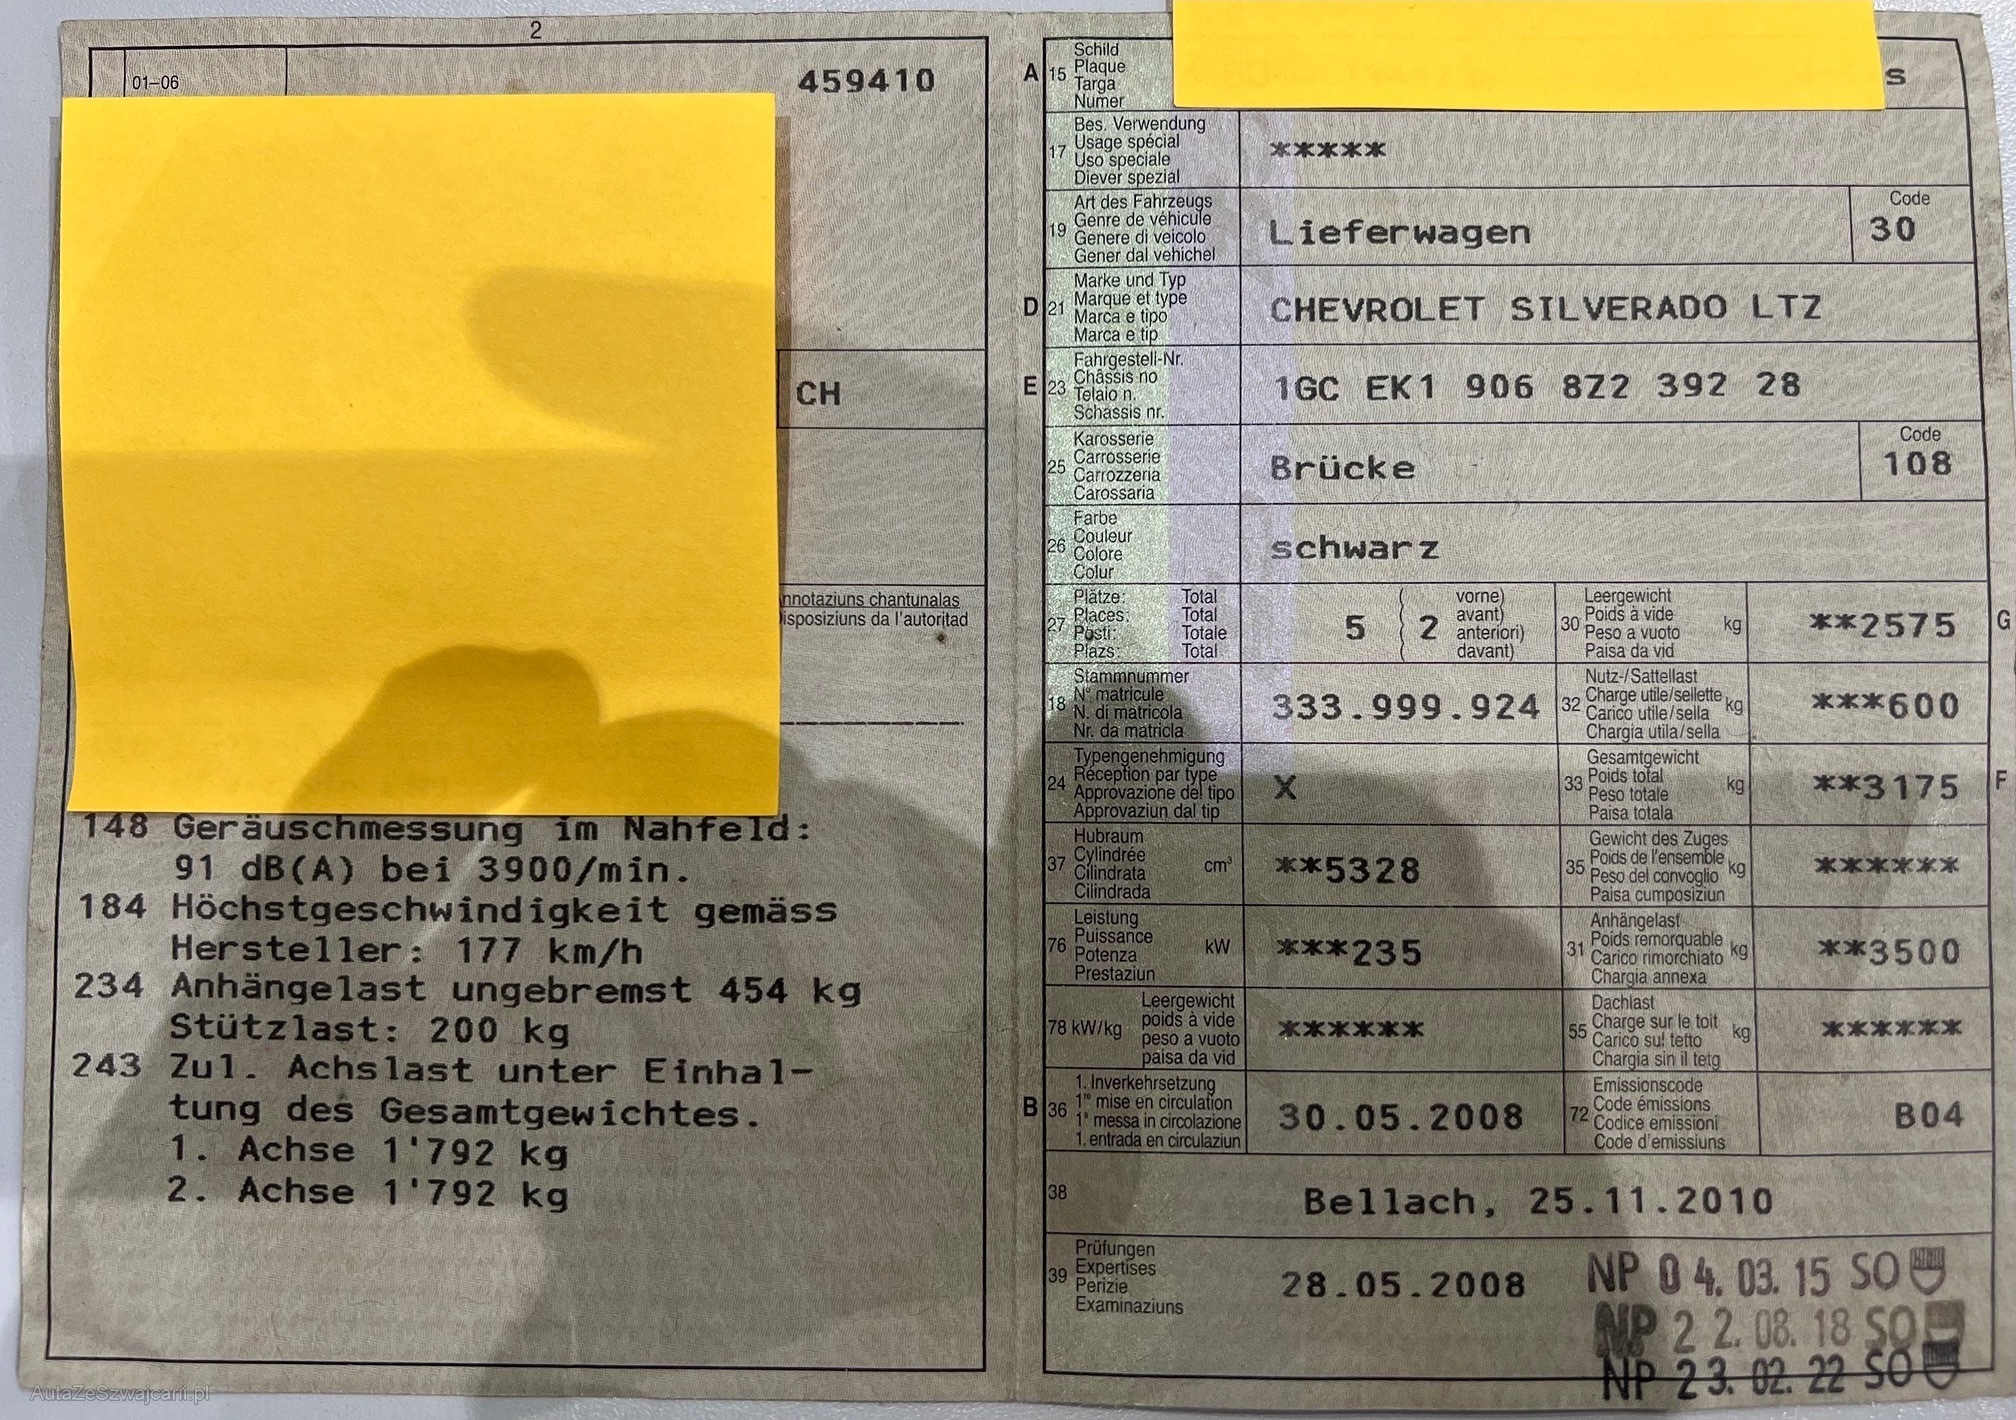 2
01–06
459410
CH
nnotaziuns chantunalas
isposiziuns da l'autoritad
148 Geräuschmessung im Nahfeld:
91 dB(A) bei 3900/min.
184 Höchstgeschwindigkeit gemäss
Hersteller: 177 km/h
234 Anhängelast ungebremst 454 kg
Stützlast: 200 kg
243 Zul. Achslast unter Einhal-
tung des Gesamtgewichtes.
1. Achse 1'792 kg
2. Achse 1'792 kg
A 15 Schild
Plaque
Targa
Numer
s
17 Bes. Verwendung
Usage spécial
Uso speciale
Diever spezial
*****
19 Art des Fahrzeugs
Genre de véhicule
Genere di veicolo
Gener dal vehichel
Lieferwagen
Code
30
D 21 Marke und Typ
Marque et type
Marca e tipo
Marca e tip
CHEVROLET SILVERADO LTZ
E 23 Fahrgestell-Nr.
Châssis no
Telaio n.
Schassis nr.
1GC EK1 906 8Z2 392 28
25 Karosserie
Carrosserie
Carrozzeria
Carossaria
Brücke
Code
108
26 Farbe
Couleur
Colore
Colur
schwarz
27 Plätze: Total
Places: Total
Posti: Totale
Plazs: Total
5 ( 2 vorne)
avant)
anteriori)
davant)
30 Leergewicht
Poids à vide
Peso a vuoto
Paisa da vid
kg
**2575
G
18 Stammnummer
N° matricule
N. di matricola
Nr. da matricla
333.999.924
32 Nutz-/Sattellast
Charge utile/sellette
Carico utile/sella
Chargia utila/sella
kg
***600
24 Typengenehmigung
Réception par type
Approvazione del tipo
Approvaziun dal tip
X
33 Gesamtgewicht
Poids total
Peso totale
Paisa totala
kg
**3175
F
37 Hubraum
Cylindrée
Cilindrata
Cilindrada
cm³
**5328
35 Gewicht des Zuges
Poids de l'ensemble
Peso del convoglio
Paisa cumposiziun
kg
******
76 Leistung
Puissance
Potenza
Prestaziun
kW
***235
31 Anhängelast
Poids remorquable
Carico rimorchiato
Chargia annexa
kg
**3500
78 kW/kg Leergewicht
poids à vide
peso a vuoto
paisa da vid
******
55 Dachlast
Charge sur le toit
Carico sul tetto
Chargia sin il tetg
kg
******
B 36 1. Inverkehrsetzung
1re mise en circulation
1a messa in circolazione
1. entrada en circulaziun
30.05.2008
72 Emissionscode
Code émissions
Codice emissioni
Code d'emissiuns
B04
38 Bellach, 25.11.2010
39 Prüfungen
Expertises
Perizie
Examinaziuns
28.05.2008
NP 04.03.15 SO
NP 22.08.18 SO
NP 23.02.22 SO
AutaZeSzwajcarii.pl